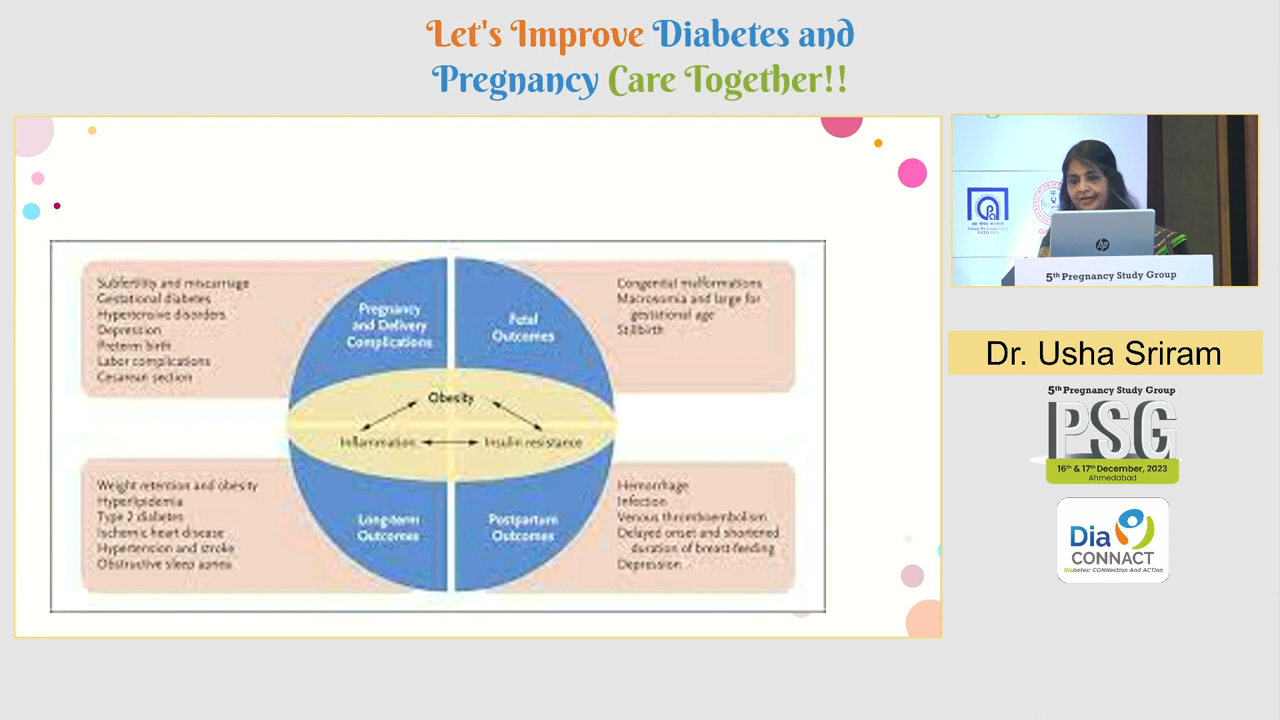 Let's Improve Diabetes and
Pregnancy Care Together!!
Subfertility and miscarriage
Gestational diabetes
Hypertensive disorders
Depression
Preterm birth
Labor complications
Cesarean section
Pregnancy
and Delivery
Complications
Fetal
Outcomes
Congenital malformations
Macrosomia and large for
gestational age
Stillbirth
Obesity
Inflammation
Insulin resistance
Weight retention and obesity
Hyperlipidemia
Type 2 diabetes
Ischemic heart disease
Hypertension and stroke
Obstructive sleep apnea
Long-term
Outcomes
Postpartum
Outcomes
Hemorrhage
Infection
Venous thromboembolism
Delayed onset and shortened
duration of breast-feeding
Depression
hp
5th Pregnancy Study Group
Dr. Usha Sriram
5th Pregnancy Study Group
PSG
16th & 17th December, 2023
Ahmedabad
Dia
CONNACT
Diabetes: CONNection And ACTion